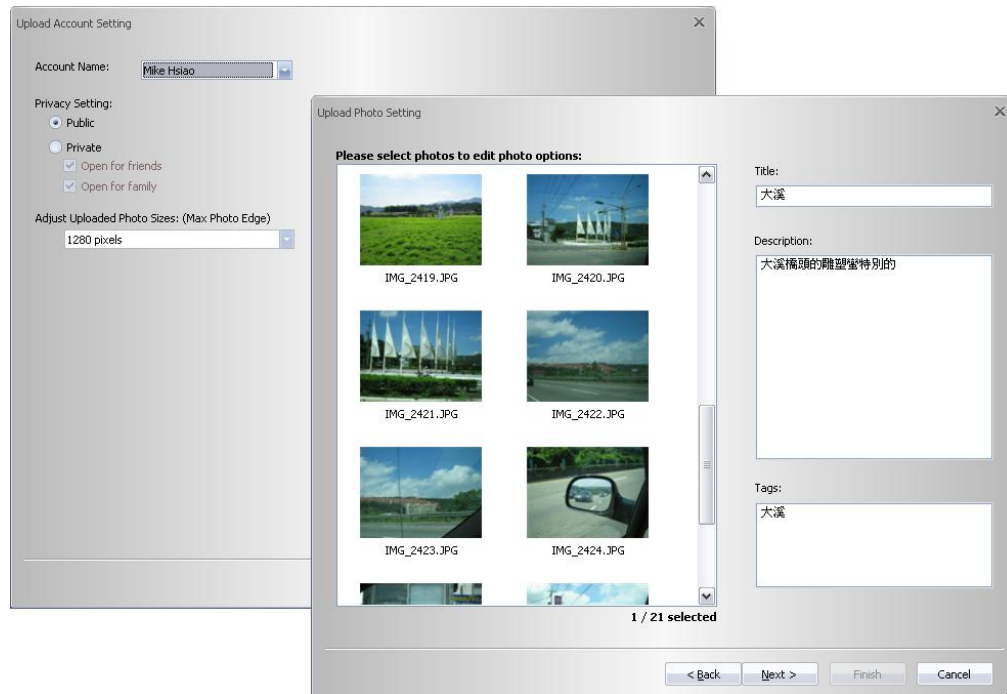 Upload Account Setting
Account Name:
Mike Hsiao
Privacy Setting:
Public
Private
Open for friends
Open for family
Adjust Uploaded Photo Sizes: (Max Photo Edge)
1280 pixels
Upload Photo Setting
Please select photos to edit photo options:
IMG_2419.JPG
IMG_2420.JPG
IMG_2421.JPG
IMG_2422.JPG
IMG_2423.JPG
IMG_2424.JPG
1 / 21 selected
Title:
大溪
Description:
大溪橋頭的雕塑蠻特別的
Tags:
大溪
< Back
Next >
Finish
Cancel